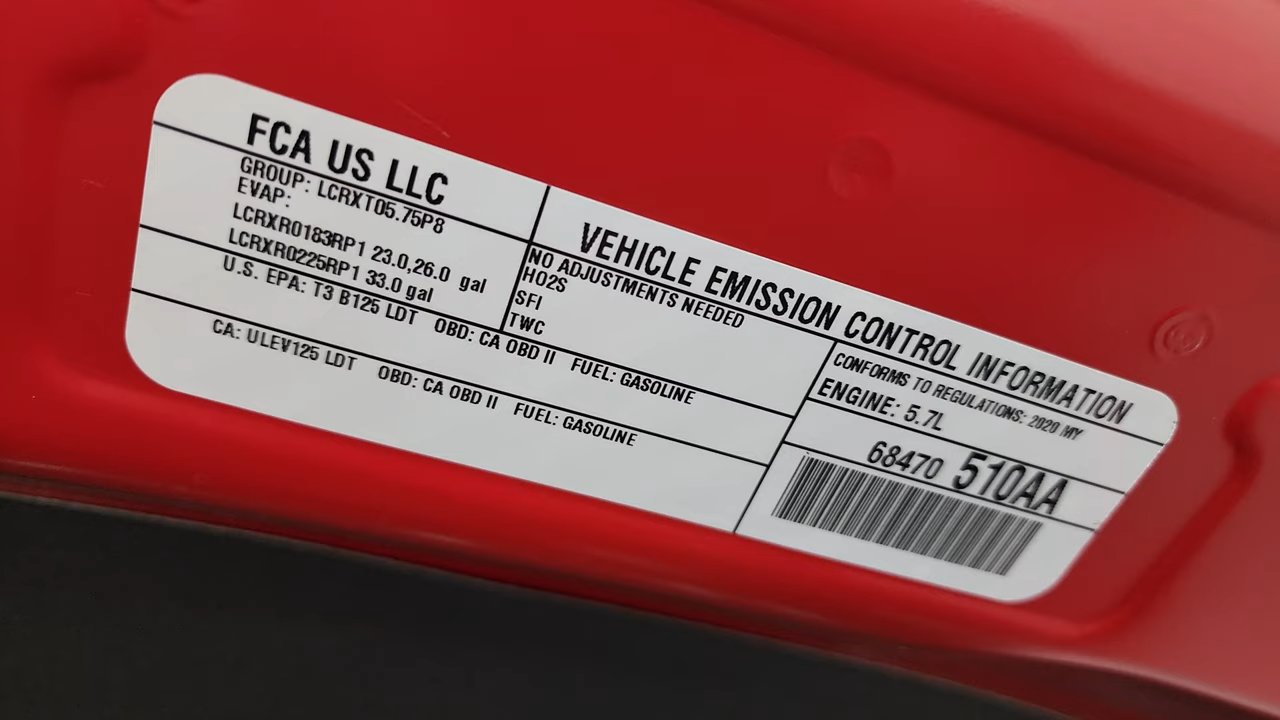 FCA US LLC
GROUP: LCRXT05.75P8
EVAP:
LCRXR0183RP1 23.0,26.0 gal
LCRXR0225RP1 33.0 gal
VEHICLE EMISSION CONTROL INFORMATION
NO ADJUSTMENTS NEEDED
HO2S
SFI
TWC
CONFORMS TO REGULATIONS: 2020 MY
ENGINE: 5.7L
U.S. EPA: T3 B125 LDT OBD: CA OBD II FUEL: GASOLINE
CA: ULEV125 LDT OBD: CA OBD II FUEL: GASOLINE
68470 510AA